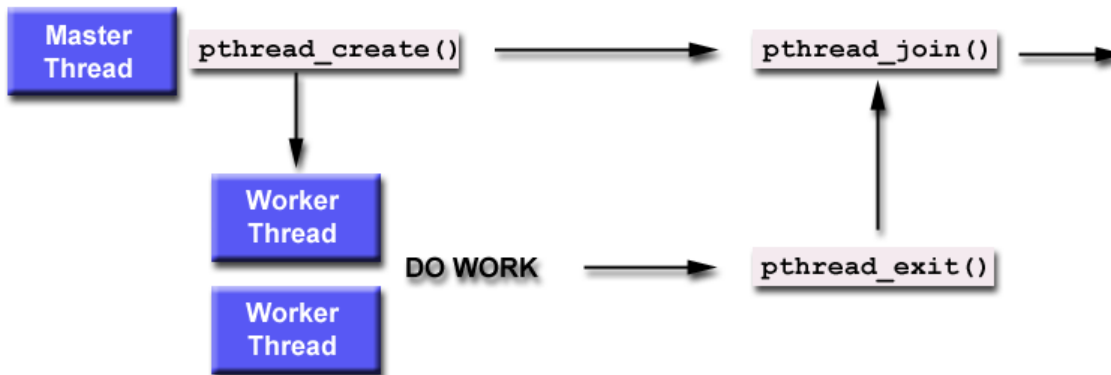 Master
Thread
pthread_create()
pthread_join()
Worker
Thread
DO WORK
pthread_exit()
Worker
Thread